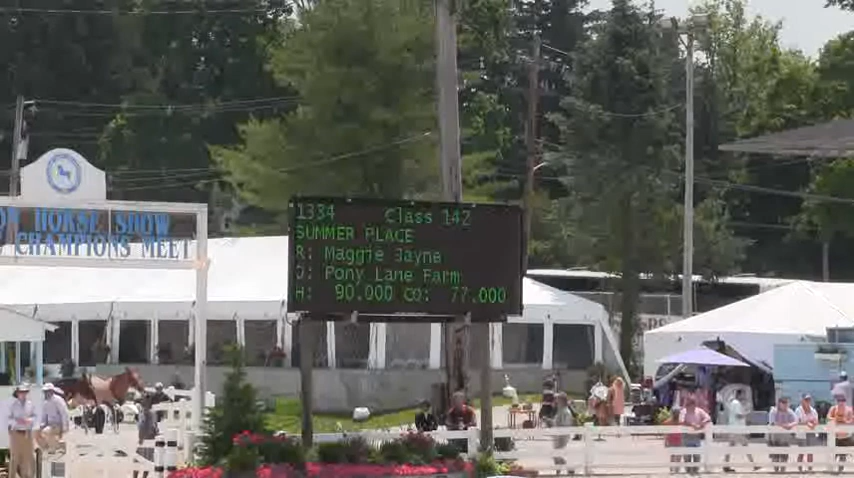 HORSE SHOW
CHAMPIONS MEET
1334 Class 142
SUMMER PLACE
R: Maggie Jayne
O: Pony Lane Farm
H: 90.000 co: 77.000